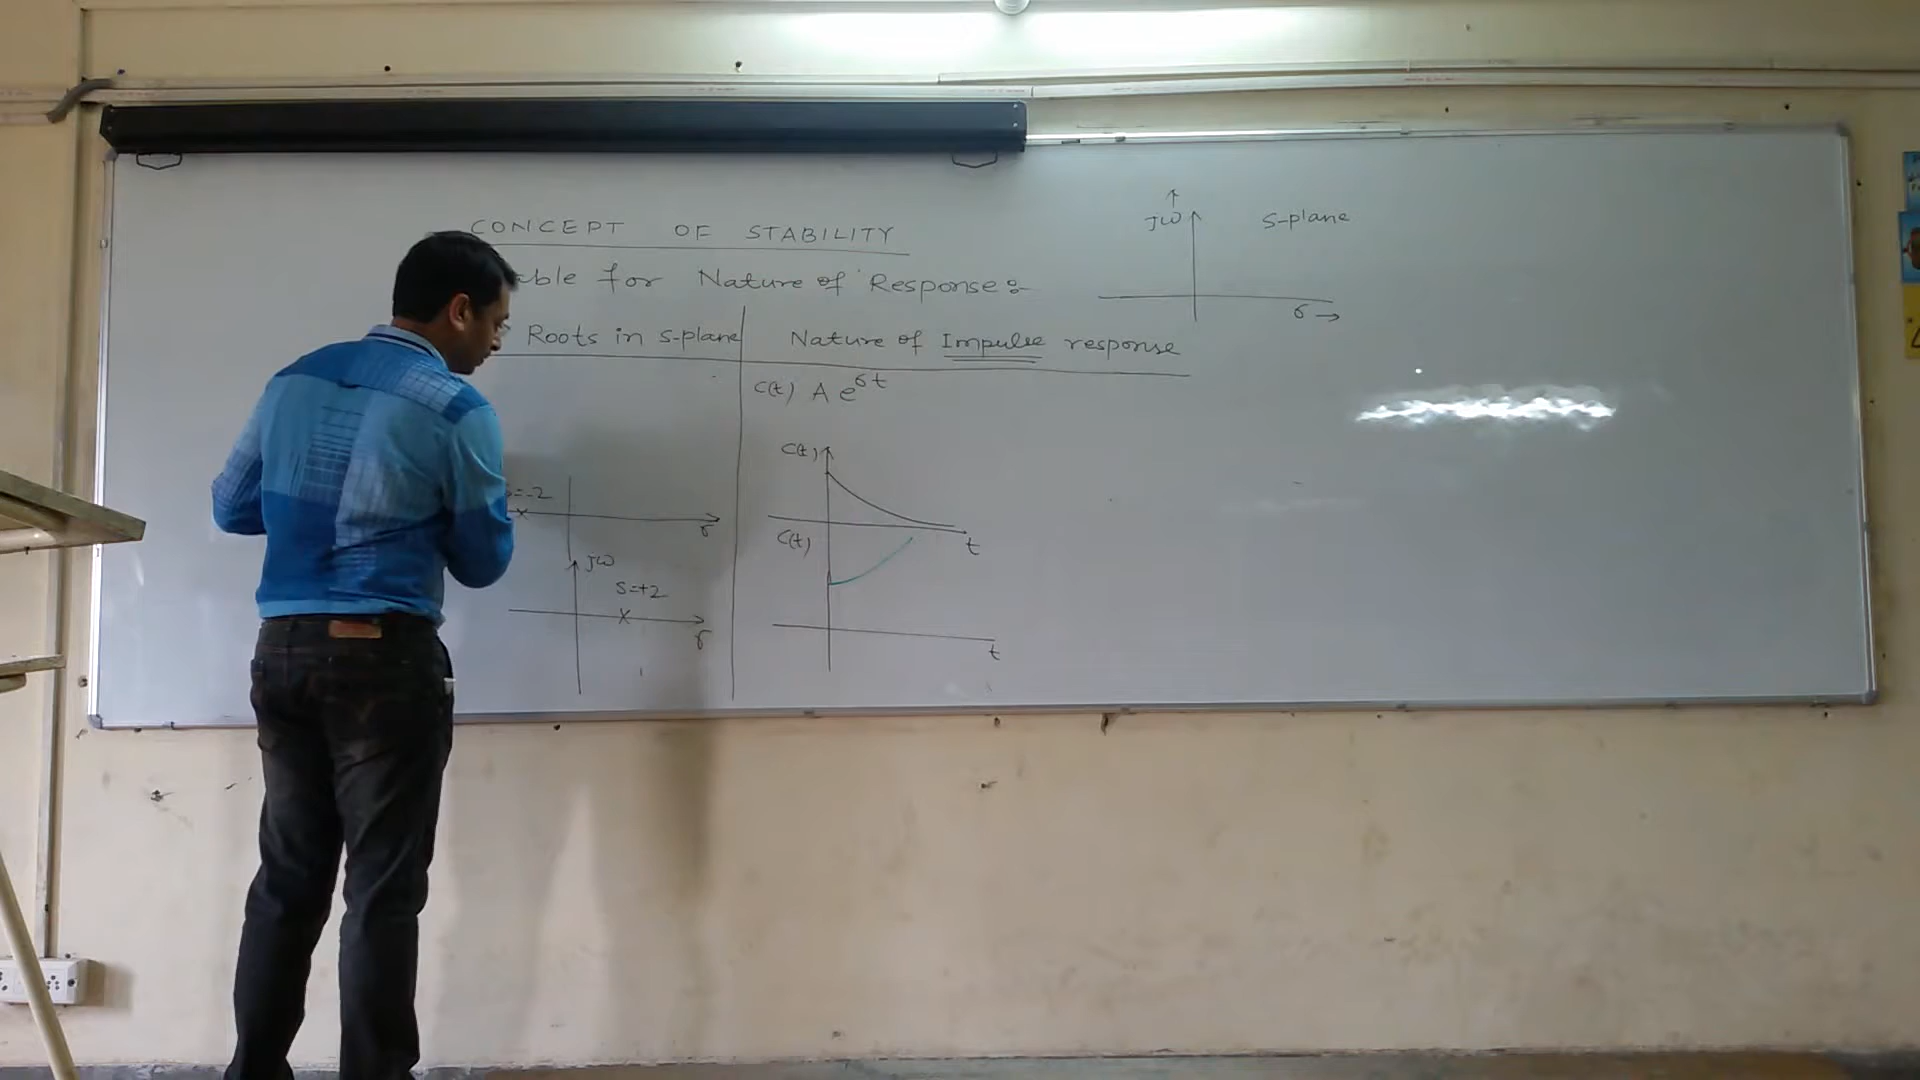 CONCEPT OF STABILITY
able for Nature of Response:-
Roots in s-plane
Nature of Impulse response
C(t) A e^σt
=-2
σ
C(t)
t
jω
s=+2
σ
C(t)
t
jω
S-plane
σ